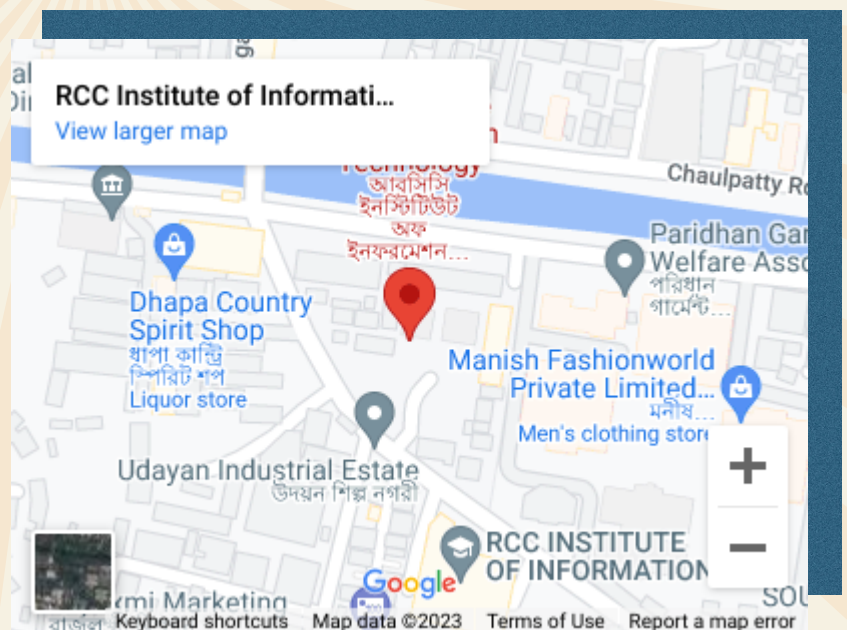 RCC Institute of Informati...
View larger map
Technology
আরসিসি
ইনস্টিটিউট
অফ
ইনফরমেশন...
Chaulpatty Ro
Paridhan Gar
Welfare Asso
পরিধান
গার্মেন্ট...
Dhapa Country
Spirit Shop
ধাপা কান্ট্রি
স্পিরিট শপ
Liquor store
Manish Fashionworld
Private Limited...
মনীষ...
Men's clothing store
Udayan Industrial Estate
উদয়ন শিল্প নগরী
RCC INSTITUTE
OF INFORMATION
Google
xmi Marketing
SOU
Keyboard shortcuts Map data ©2023 Terms of Use Report a map error